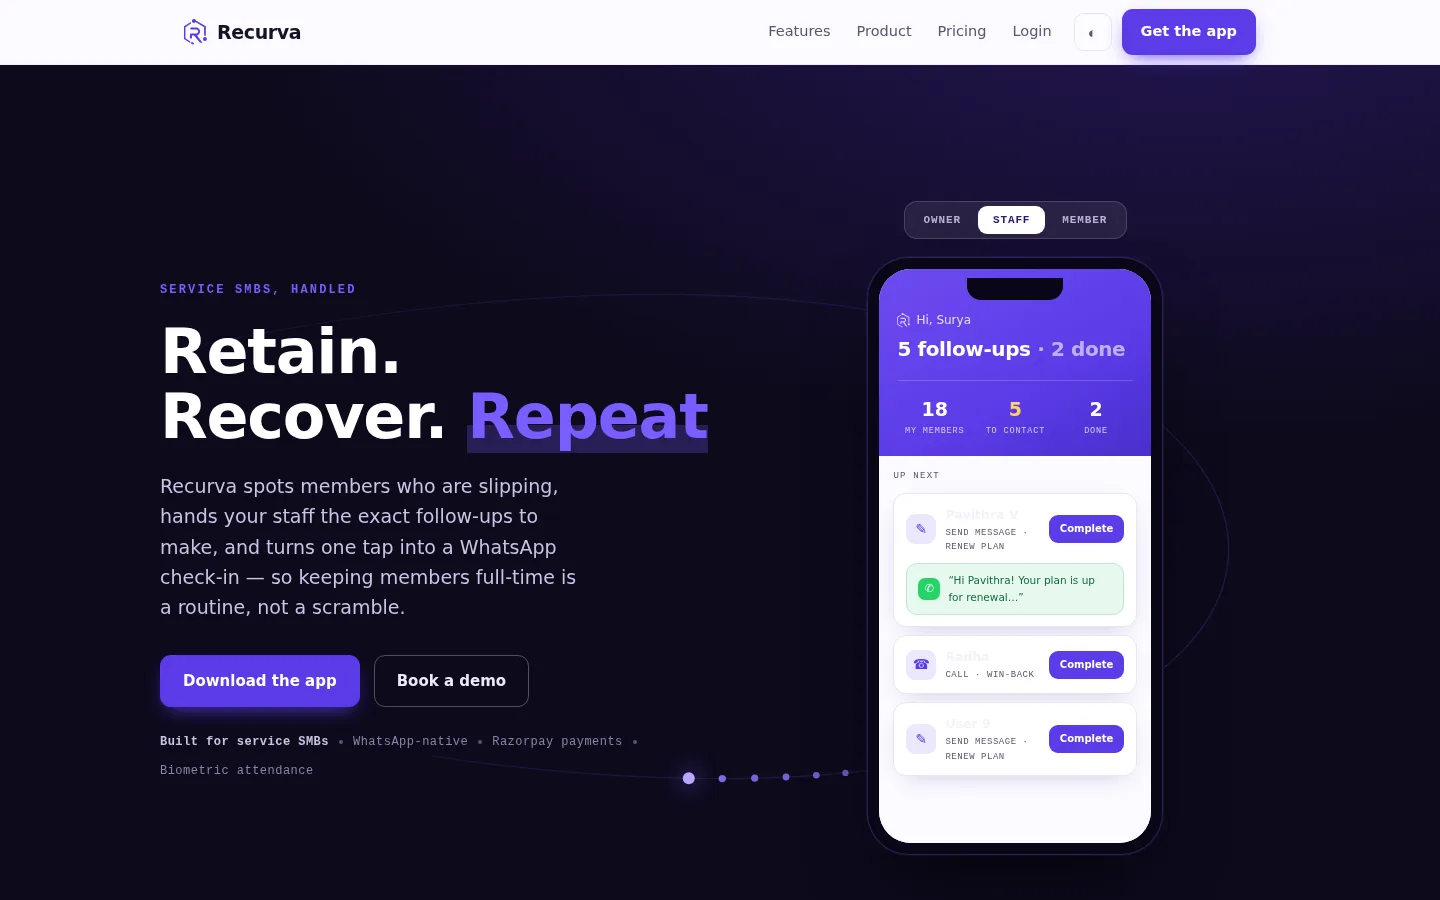 Recurva
Features
Product
Pricing
Login
Get the app
OWNER
STAFF
MEMBER
SERVICE SMBS, HANDLED
Retain.
Recover. Repeat
Recurva spots members who are slipping,
hands your staff the exact follow-ups to
make, and turns one tap into a WhatsApp
check-in — so keeping members full-time is
a routine, not a scramble.
Download the app
Book a demo
Built for service SMBs • WhatsApp-native • Razorpay payments •
Biometric attendance
Hi, Surya
5 follow-ups · 2 done
18
5
2
MY MEMBERS
TO CONTACT
DONE
UP NEXT
Pavithra V
SEND MESSAGE ·
RENEW PLAN
Complete
“Hi Pavithra! Your plan is up
for renewal…”
Radha
CALL · WIN-BACK
Complete
User 9
SEND MESSAGE ·
RENEW PLAN
Complete